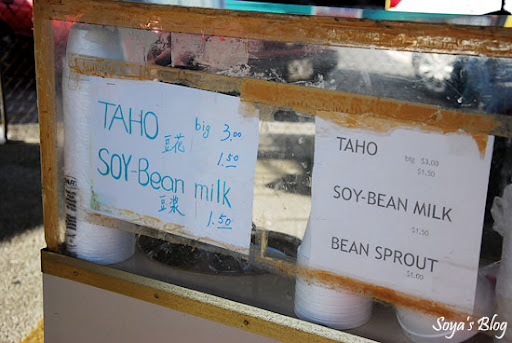 TAHO big 3.00
豆花 1.50
SOY-Bean milk
豆漿 1.50
TAHO big $3.00
$1.50
SOY-BEAN MILK
$1.50
BEAN SPROUT
$1.00
Soya's Blog